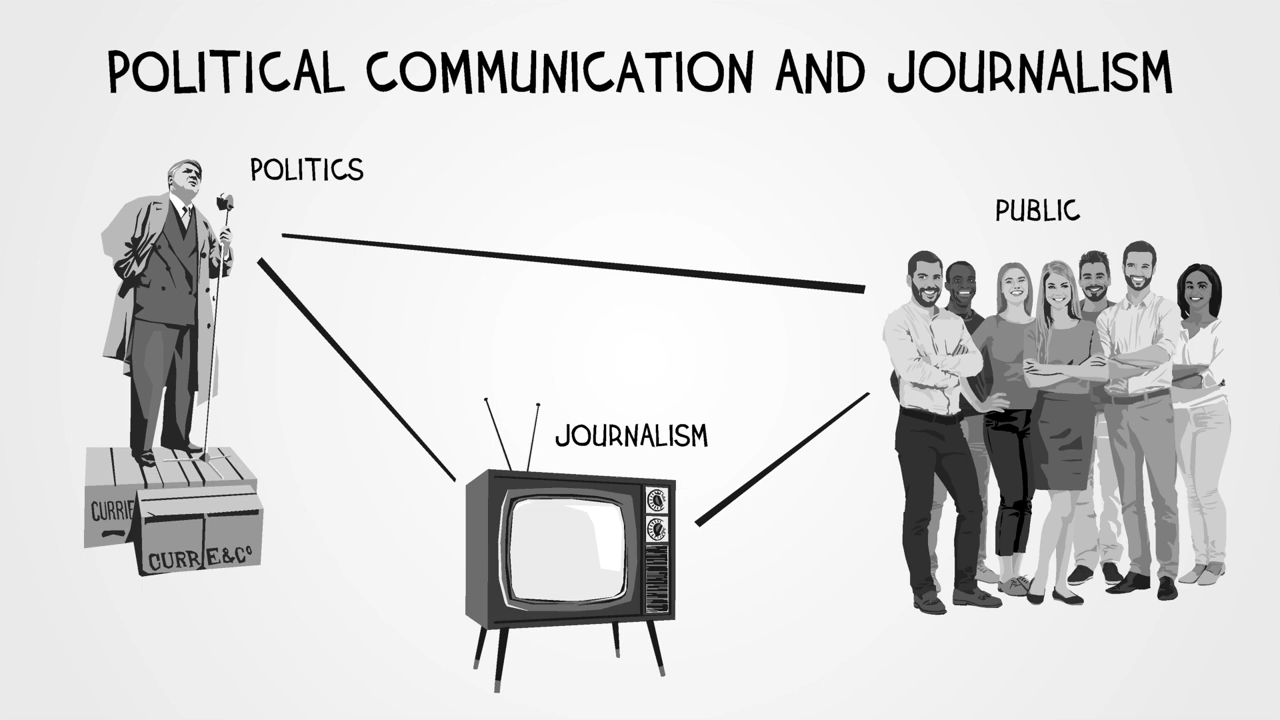 POLITICAL COMMUNICATION AND JOURNALISM
POLITICS
PUBLIC
JOURNALISM
CURRIE
CURRIE&Cº